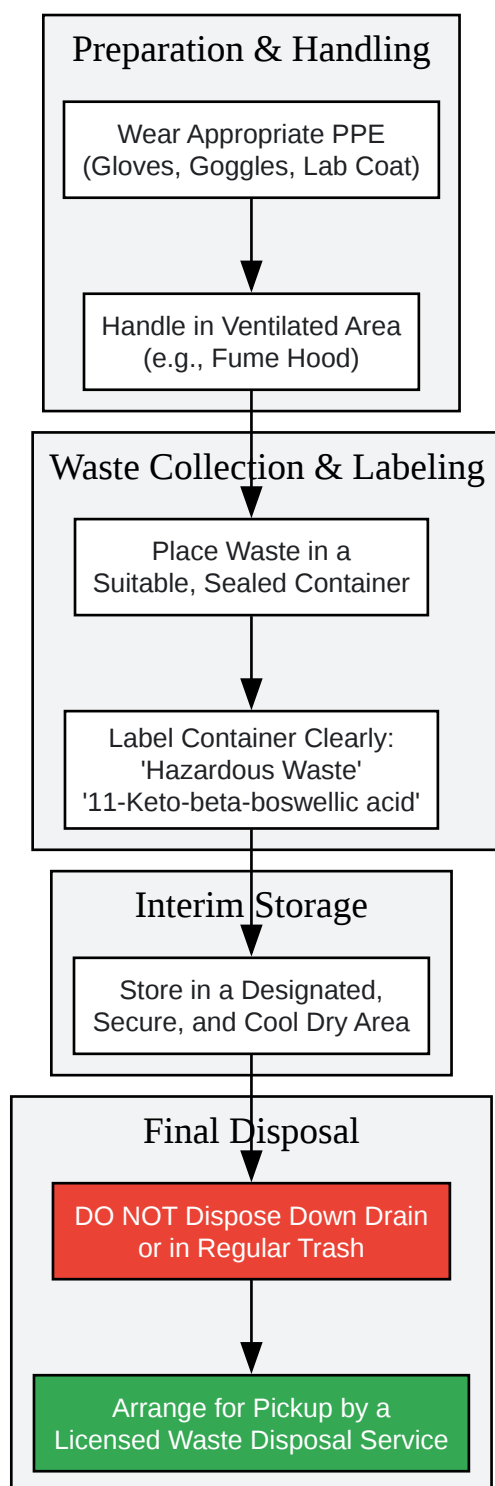 Preparation & Handling
Wear Appropriate PPE
(Gloves, Goggles, Lab Coat)
Handle in Ventilated Area
(e.g., Fume Hood)
Waste Collection & Labeling
Place Waste in a
Suitable, Sealed Container
Label Container Clearly:
'Hazardous Waste'
'11-Keto-beta-boswellic acid'
Interim Storage
Store in a Designated,
Secure, and Cool Dry Area
Final Disposal
DO NOT Dispose Down Drain
or in Regular Trash
Arrange for Pickup by a
Licensed Waste Disposal Service